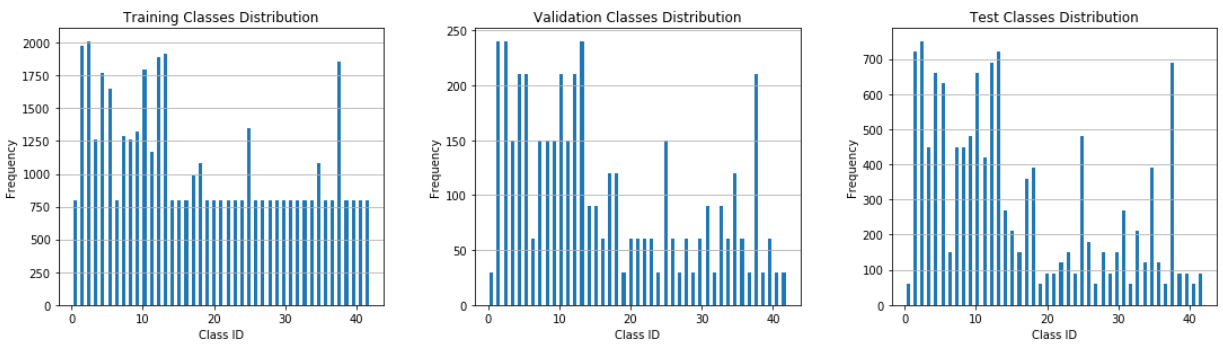 Training Classes Distribution
Frequency
2000
1750
1500
1250
1000
750
500
250
0
0 10 20 30 40
Class ID
Validation Classes Distribution
Frequency
250
200
150
100
50
0
0 10 20 30 40
Class ID
Test Classes Distribution
Frequency
700
600
500
400
300
200
100
0
0 10 20 30 40
Class ID